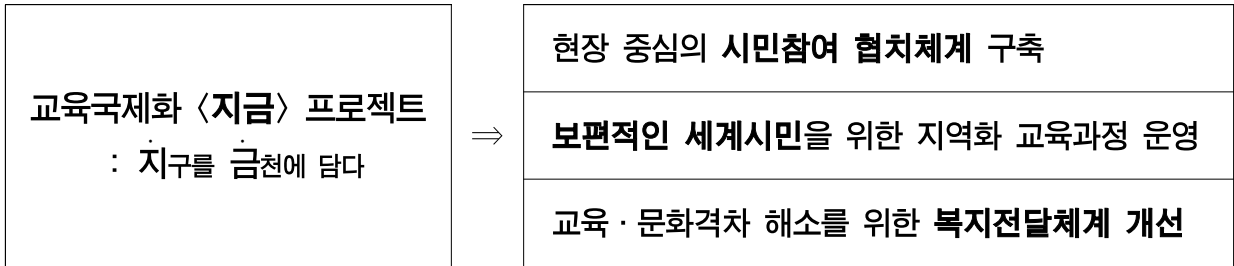 교육국제화 〈지금〉 프로젝트
: 지구를 금천에 담다
⇒
현장 중심의 시민참여 협치체계 구축
보편적인 세계시민을 위한 지역화 교육과정 운영
교육·문화격차 해소를 위한 복지전달체계 개선